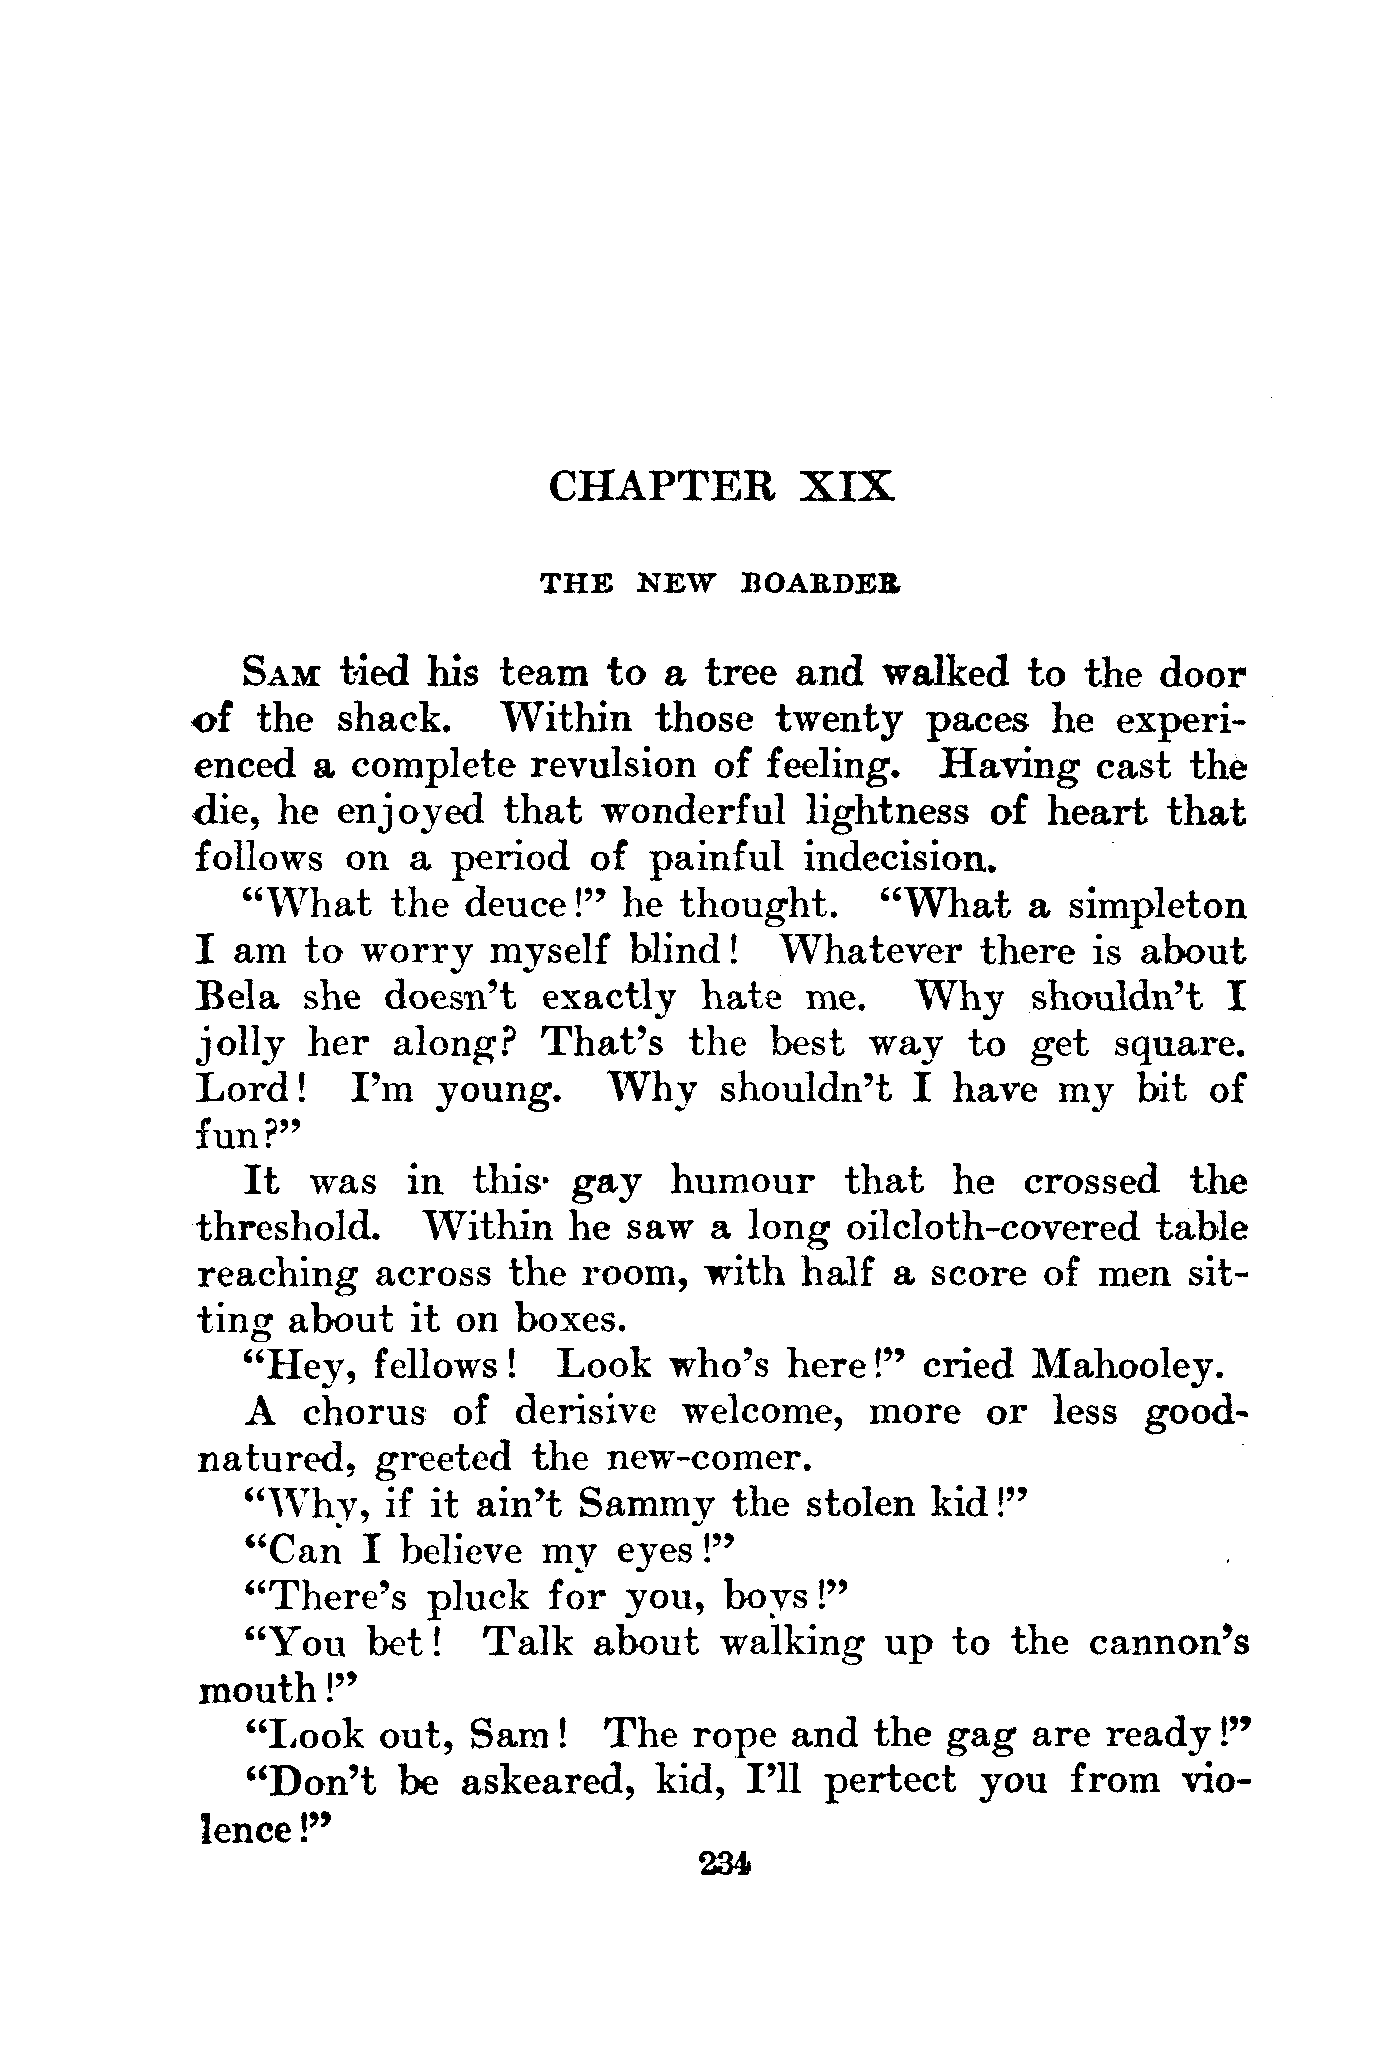 CHAPTER XIX
THE NEW BOARDER
SAM tied his team to a tree and walked to the door
of the shack. Within those twenty paces he experi-
enced a complete revulsion of feeling. Having cast the
die, he enjoyed that wonderful lightness of heart that
follows on a period of painful indecision.
“What the deuce!” he thought. “What a simpleton
I am to worry myself blind! Whatever there is about
Bela she doesn’t exactly hate me. Why shouldn’t I
jolly her along? That’s the best way to get square.
Lord! I’m young. Why shouldn’t I have my bit of
fun?”
It was in this gay humour that he crossed the
threshold. Within he saw a long oilcloth-covered table
reaching across the room, with half a score of men sit-
ting about it on boxes.
“Hey, fellows! Look who’s here!” cried Mahooley.
A chorus of derisive welcome, more or less good-
natured, greeted the new-comer.
“Why, if it ain’t Sammy the stolen kid!”
“Can I believe my eyes!”
“There’s pluck for you, boys!”
“You bet! Talk about walking up to the cannon’s
mouth!”
“Look out, Sam! The rope and the gag are ready!”
“Don’t be askeared, kid, I’ll pertect you from vio-
lence!”
234